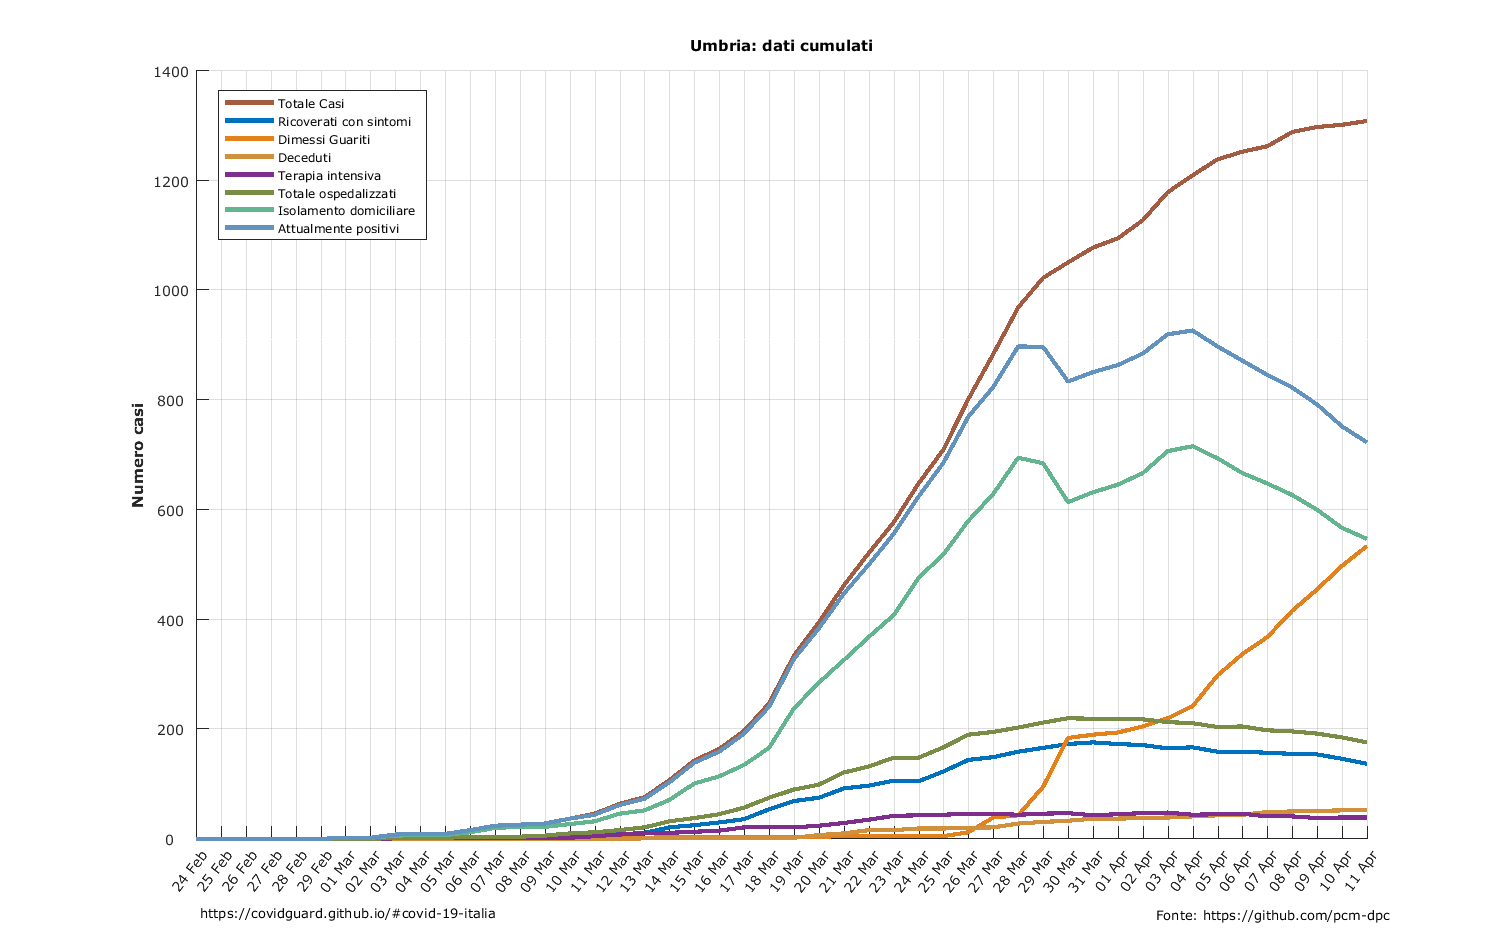 Umbria: dati cumulati
1400
1200
1000
800
600
400
200
0
Numero casi
Totale Casi
Ricoverati con sintomi
Dimessi Guariti
Deceduti
Terapia intensiva
Totale ospedalizzati
Isolamento domiciliare
Attualmente positivi
24 Feb
25 Feb
26 Feb
27 Feb
28 Feb
29 Feb
01 Mar
02 Mar
03 Mar
04 Mar
05 Mar
06 Mar
07 Mar
08 Mar
09 Mar
10 Mar
11 Mar
12 Mar
13 Mar
14 Mar
15 Mar
16 Mar
17 Mar
18 Mar
19 Mar
20 Mar
21 Mar
22 Mar
23 Mar
24 Mar
25 Mar
26 Mar
27 Mar
28 Mar
29 Mar
30 Mar
31 Mar
01 Apr
02 Apr
03 Apr
04 Apr
05 Apr
06 Apr
07 Apr
08 Apr
09 Apr
10 Apr
11 Apr
https://covidguard.github.io/#covid-19-italia
Fonte: https://github.com/pcm-dpc